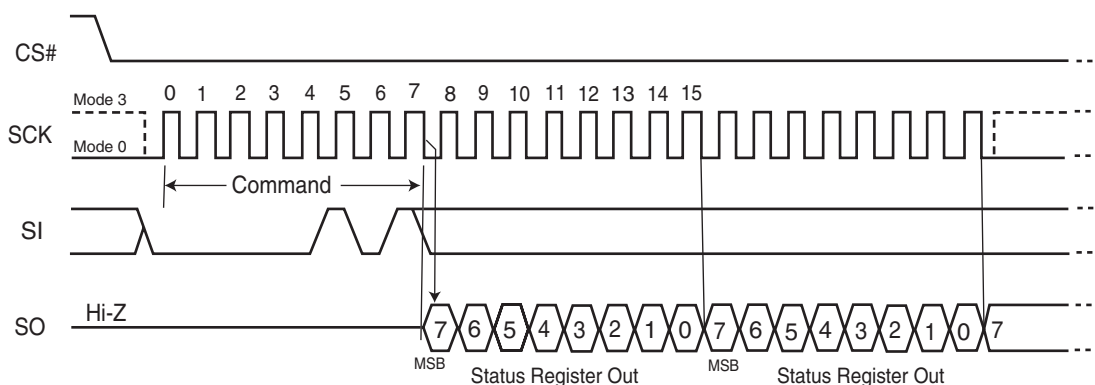 CS#
Mode 3
0 1 2 3 4 5 6 7 8 9 10 11 12 13 14 15
SCK
Mode 0
Command
SI
Hi-Z
SO
7 6 5 4 3 2 1 0 7 6 5 4 3 2 1 0 7
MSB MSB
Status Register Out Status Register Out